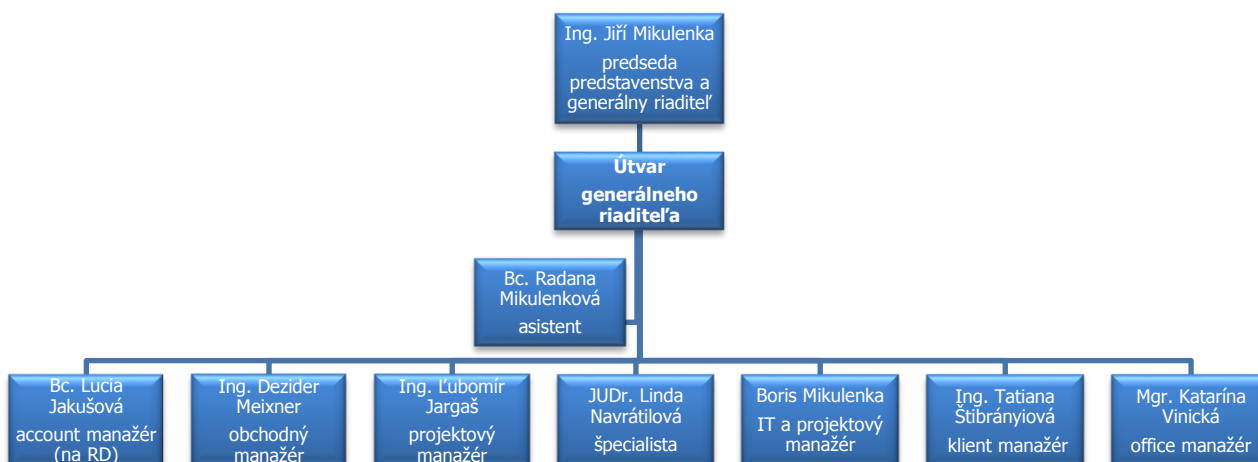 Ing. Jiří Mikulenka
predseda
predstavenstva a
generálny riaditeľ
Útvar
generálneho
riaditeľa
Bc. Radana
Mikulenková
asistent
Bc. Lucia
Jakušová
account manažér
(na RD)
Ing. Dezider
Meixner
obchodný
manažér
Ing. Ľubomír
Jargaš
projektový
manažér
JUDr. Linda
Navrátilová
špecialista
Boris Mikulenka
IT a projektový
manažér
Ing. Tatiana
Štibrányiová
klient manažér
Mgr. Katarína
Vinická
office manažér